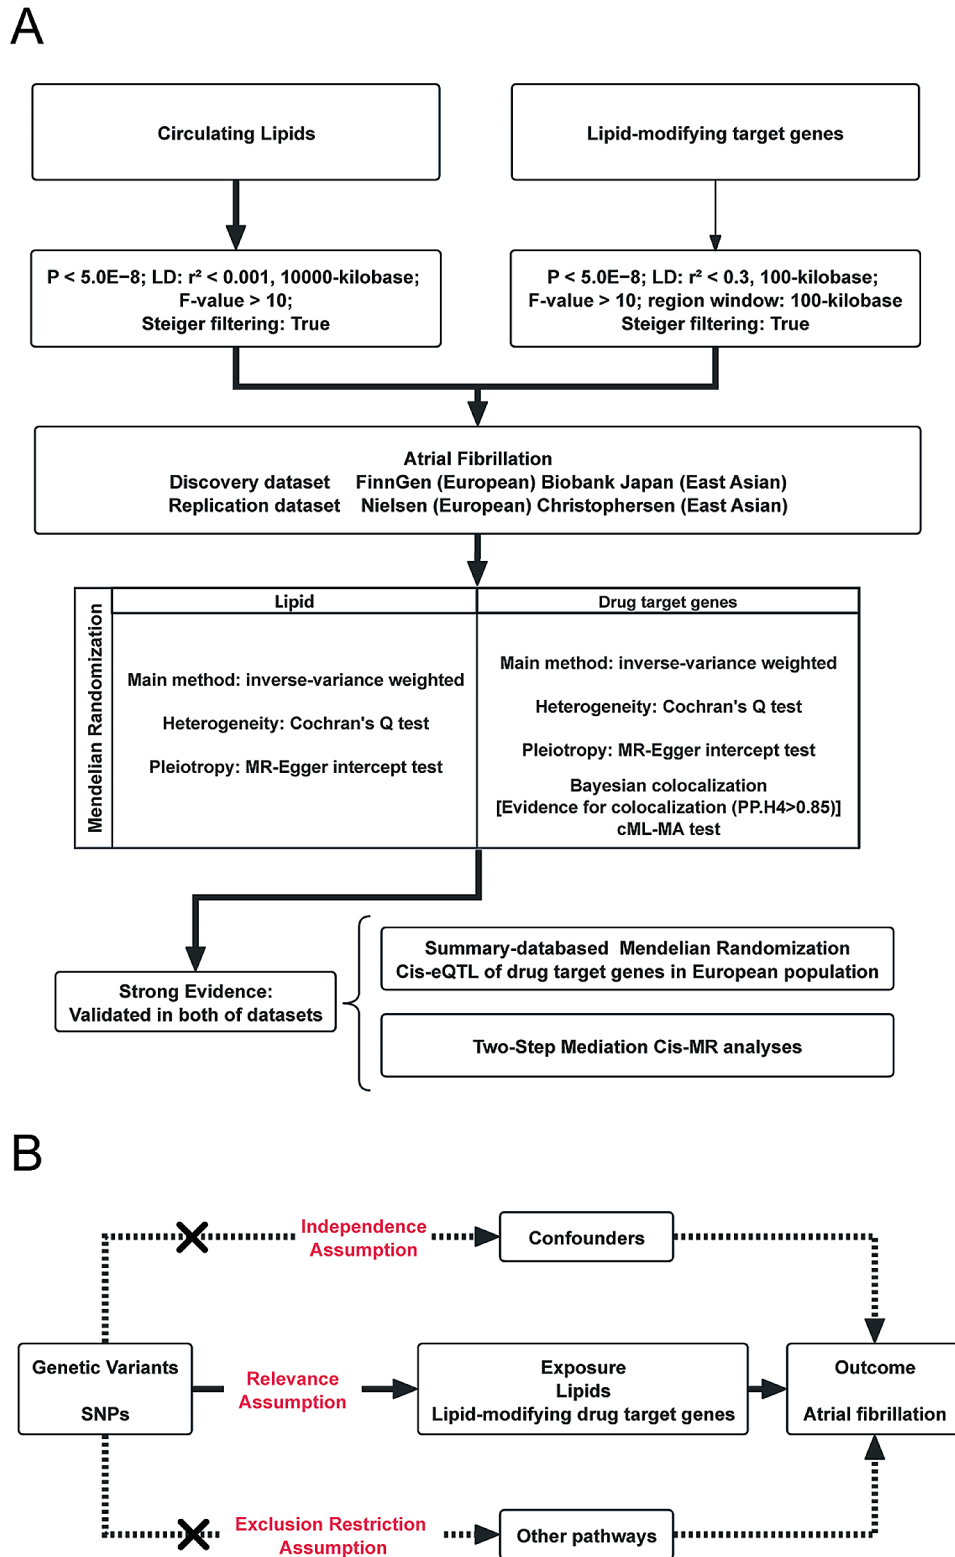 A
Circulating Lipids
Lipid-modifying target genes
P < 5.0E−8; LD: r² < 0.001, 10000-kilobase;
F-value > 10;
Steiger filtering: True
P < 5.0E−8; LD: r² < 0.3, 100-kilobase;
F-value > 10; region window: 100-kilobase
Steiger filtering: True
Atrial Fibrillation
Discovery dataset FinnGen (European) Biobank Japan (East Asian)
Replication dataset Nielsen (European) Christophersen (East Asian)
Mendelian Randomization
Lipid
Main method: inverse-variance weighted
Heterogeneity: Cochran's Q test
Pleiotropy: MR-Egger intercept test
Drug target genes
Main method: inverse-variance weighted
Heterogeneity: Cochran's Q test
Pleiotropy: MR-Egger intercept test
Bayesian colocalization
[Evidence for colocalization (PP.H4>0.85)]
cML-MA test
Strong Evidence:
Validated in both of datasets
Summary-databased Mendelian Randomization
Cis-eQTL of drug target genes in European population
Two-Step Mediation Cis-MR analyses
B
Independence
Assumption
Confounders
Genetic Variants
SNPs
Relevance
Assumption
Exposure
Lipids
Lipid-modifying drug target genes
Outcome
Atrial fibrillation
Exclusion Restriction
Assumption
Other pathways